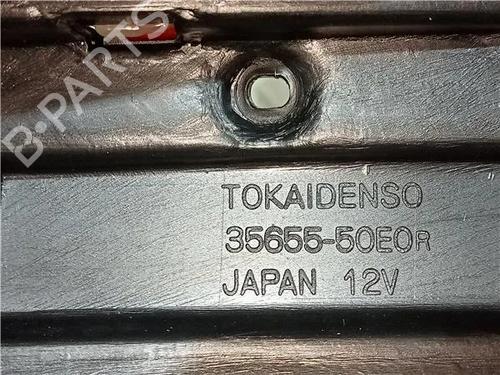 B-PARTS
TOKAIDENSO
35655-50E0R
JAPAN 12V